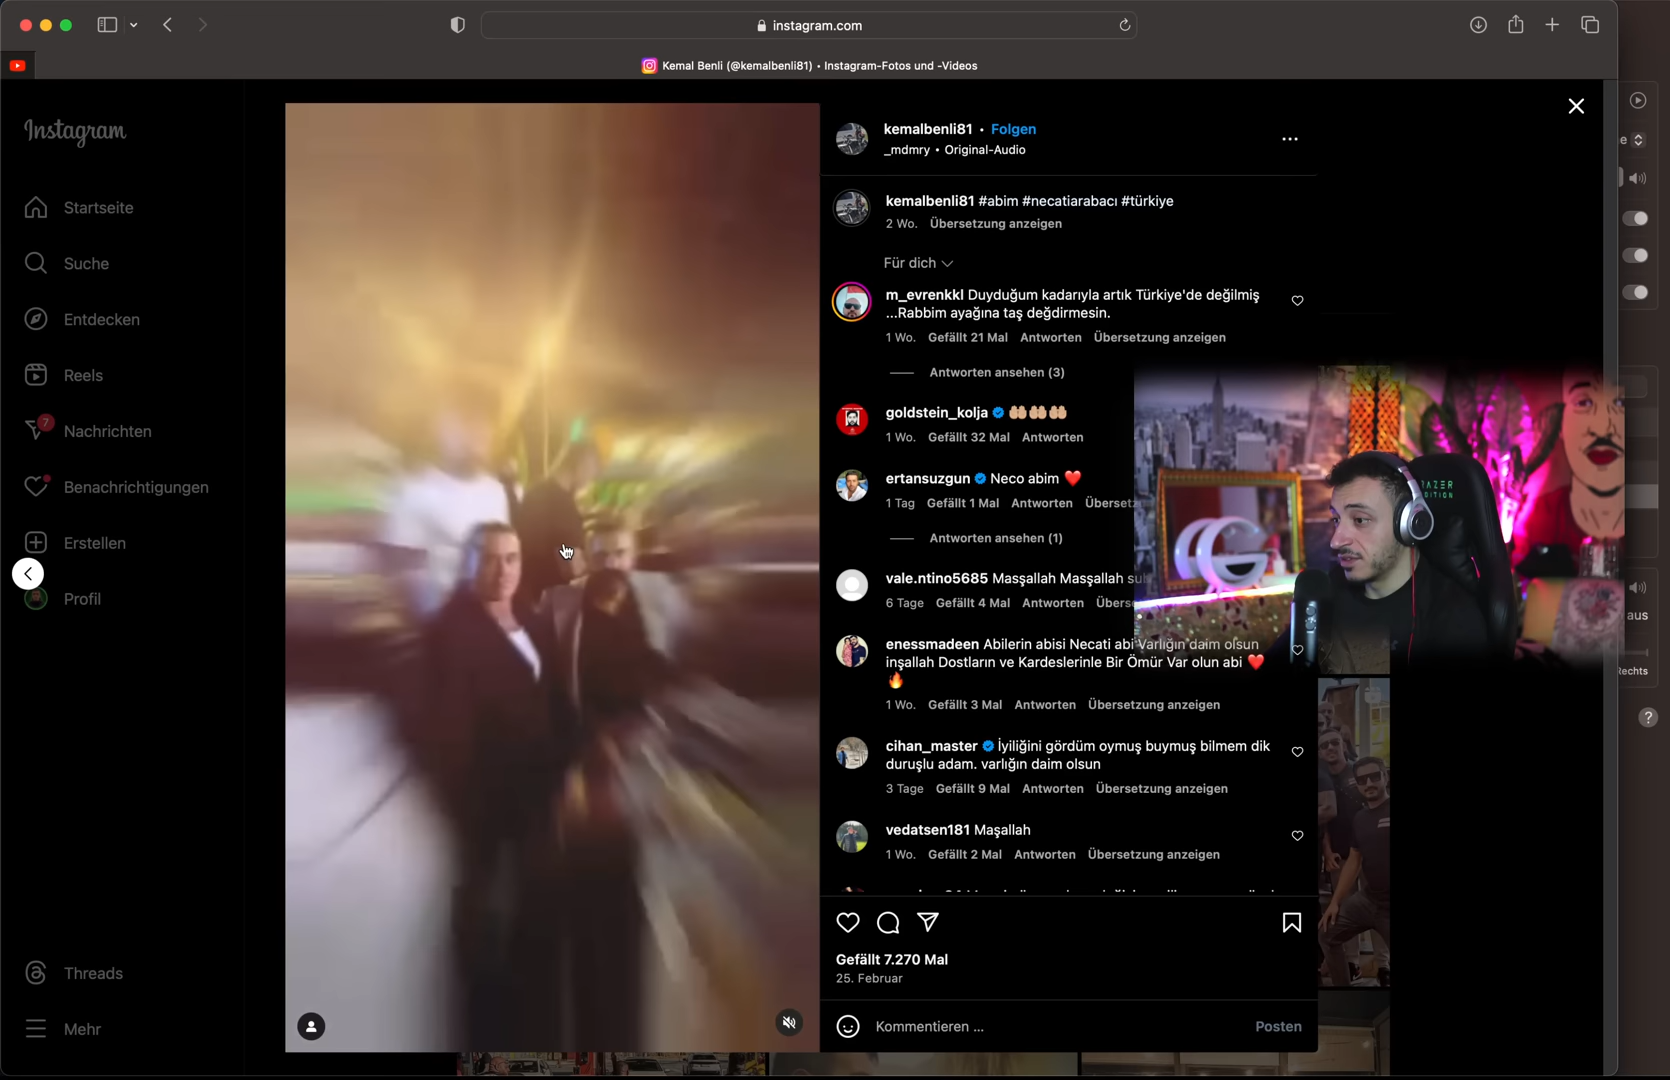 instagram.com
Kemal Benli (@kemalbenli81) • Instagram-Fotos und -Videos
Instagram
Startseite
Suche
Entdecken
Reels
7
Nachrichten
Benachrichtigungen
Erstellen
Profil
Threads
Mehr
kemalbenli81 • Folgen
_mdmry • Original-Audio
kemalbenli81 #abim #necatiarabacı #türkiye
2 Wo. Übersetzung anzeigen
Für dich
m_evrenkkl Duyduğum kadarıyla artık Türkiye'de değilmiş
...Rabbim ayağına taş değdirmesin.
1 Wo. Gefällt 21 Mal Antworten Übersetzung anzeigen
Antworten ansehen (3)
goldstein_kolja 🤲🏼🤲🏼🤲🏼
1 Wo. Gefällt 32 Mal Antworten
ertansuzgun Neco abim ❤️
1 Tag Gefällt 1 Mal Antworten
Antworten ansehen (1)
vale.ntino5685 Masşallah Masşallah
6 Tage Gefällt 4 Mal Antworten
enessmadeen Abilerin abisi Necati abi Varlığın daim olsun
inşallah Dostların ve Kardeslerinle Bir Ömür Var olun abi ❤️
🔥
1 Wo. Gefällt 3 Mal Antworten Übersetzung anzeigen
cihan_master İyiliğini gördüm oymuş buymuş bilmem dik
duruşlu adam. varlığın daim olsun
3 Tage Gefällt 9 Mal Antworten Übersetzung anzeigen
vedatsen181 Maşallah
1 Wo. Gefällt 2 Mal Antworten Übersetzung anzeigen
Gefällt 7.270 Mal
25. Februar
Kommentieren ...
Posten
RAZER
EDITION
aus
Rechts
?